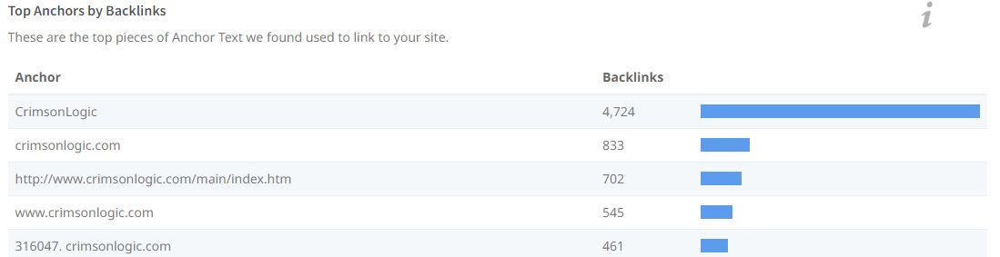 Top Anchors by Backlinks
i
These are the top pieces of Anchor Text we found used to link to your site.
Anchor Backlinks
CrimsonLogic 4,724
crimsonlogic.com 833
http://www.crimsonlogic.com/main/index.htm 702
www.crimsonlogic.com 545
316047. crimsonlogic.com 461